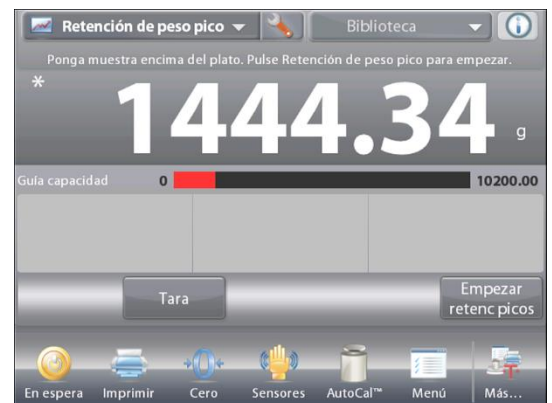 Retención de peso pico Biblioteca
Ponga muestra encima del plato. Pulse Retención de peso pico para empezar.
* 1444.34 g
Guía capacidad 0 10200.00
Tara
Empezar
retenc picos
En espera Imprimir Cero Sensores AutoCal™ Menú Más...